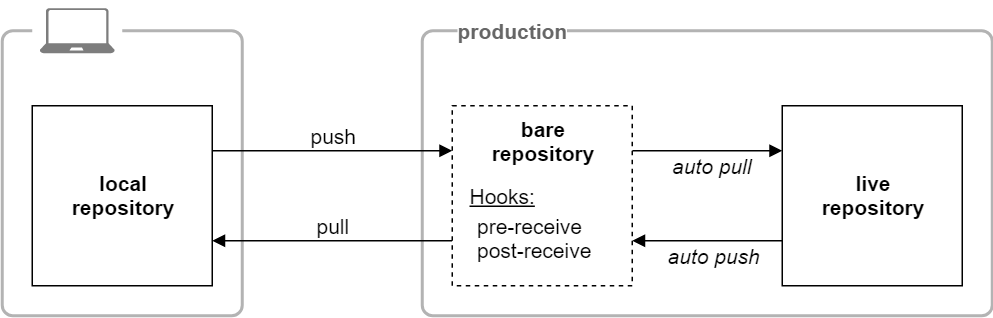 production
local
repository
push
pull
bare
repository
Hooks:
pre-receive
post-receive
auto pull
auto push
live
repository